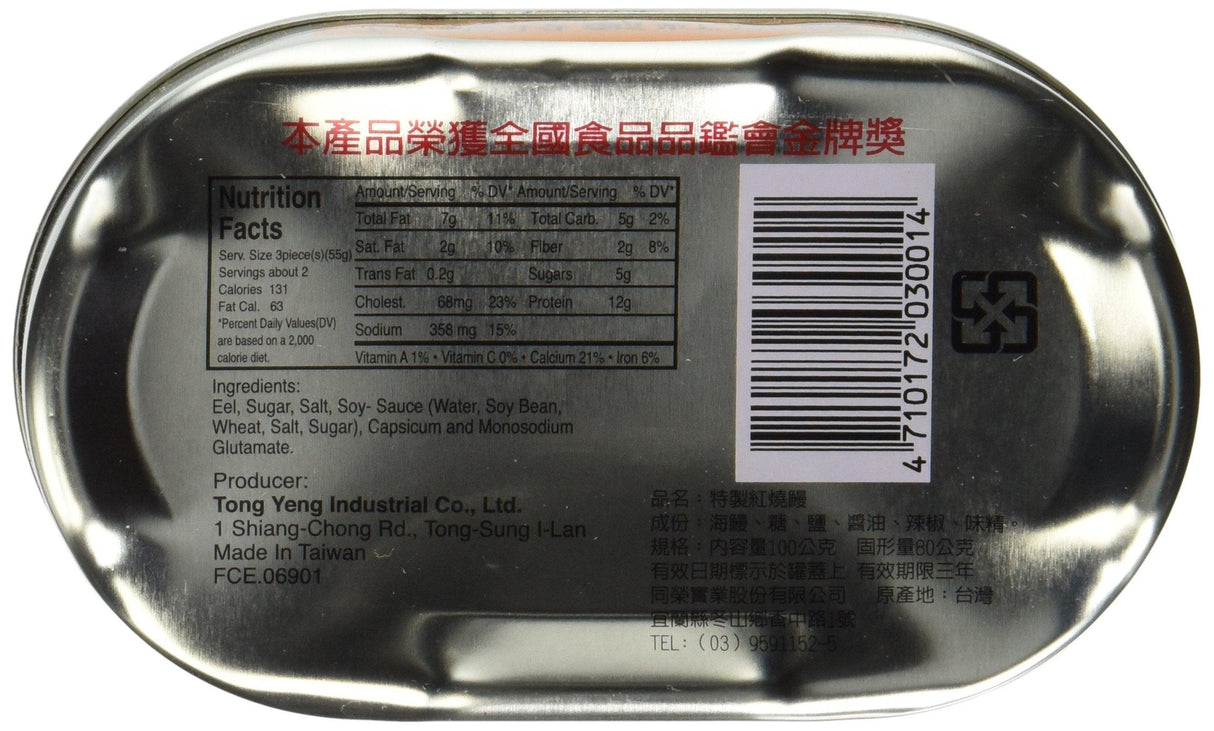 本產品榮獲全國食品品鑑會金牌獎
Nutrition
Facts
Serv. Size 3piece(s)(55g)
Servings about 2
Calories 131
Fat Cal. 63
*Percent Daily Values(DV)
are based on a 2,000
calorie diet.
Amount/Serving % DV* Amount/Serving % DV*
Total Fat 7g 11% Total Carb. 5g 2%
Sat. Fat 2g 10% Fiber 2g 8%
Trans Fat 0.2g Sugars 5g
Cholest. 68mg 23% Protein 12g
Sodium 358 mg 15%
Vitamin A 1% • Vitamin C 0% • Calcium 21% • Iron 6%
Ingredients:
Eel, Sugar, Salt, Soy- Sauce (Water, Soy Bean,
Wheat, Salt, Sugar), Capsicum and Monosodium
Glutamate.
Producer:
Tong Yeng Industrial Co., Ltd.
1 Shiang-Chong Rd., Tong-Sung I-Lan
Made In Taiwan
FCE.06901
4 710172 030014
品名：特製紅燒鰻
成份：海鰻、糖、鹽、醬油、辣椒、味精。
規格：內容量100公克 固形量80公克
有效日期標示於罐蓋上 有效期限三年
同榮實業股份有限公司 原產地：台灣
宜蘭縣冬山鄉香中路1號
TEL:（03）9591152-5